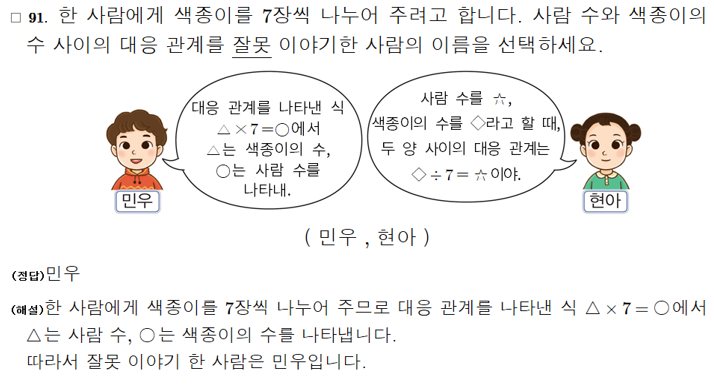 □ 91. 한 사람에게 색종이를 7장씩 나누어 주려고 합니다. 사람 수와 색종이의
수 사이의 대응 관계를 잘못 이야기한 사람의 이름을 선택하세요.
대응 관계를 나타낸 식
△×7=○에서
△는 색종이의 수,
○는 사람 수를
나타내.
민우
사람 수를 ☆,
색종이의 수를 ◇라고 할 때,
두 양 사이의 대응 관계는
◇÷7=☆이야.
현아
( 민우 , 현아 )
(정답)민우
(해설)한 사람에게 색종이를 7장씩 나누어 주므로 대응 관계를 나타낸 식 △×7=○에서
△는 사람 수, ○는 색종이의 수를 나타냅니다.
따라서 잘못 이야기 한 사람은 민우입니다.